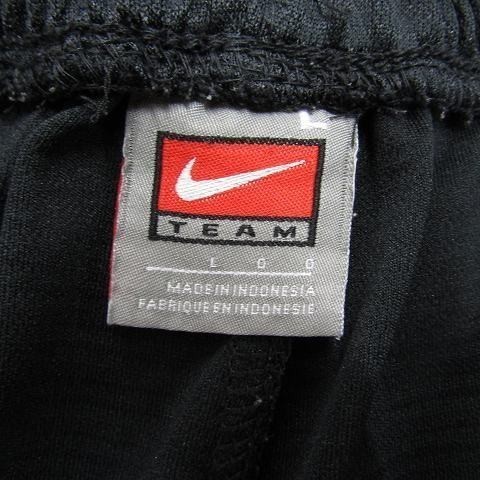 L
TEAM
L G G
MADE IN INDONESIA
FABRIQUE EN INDONESIE